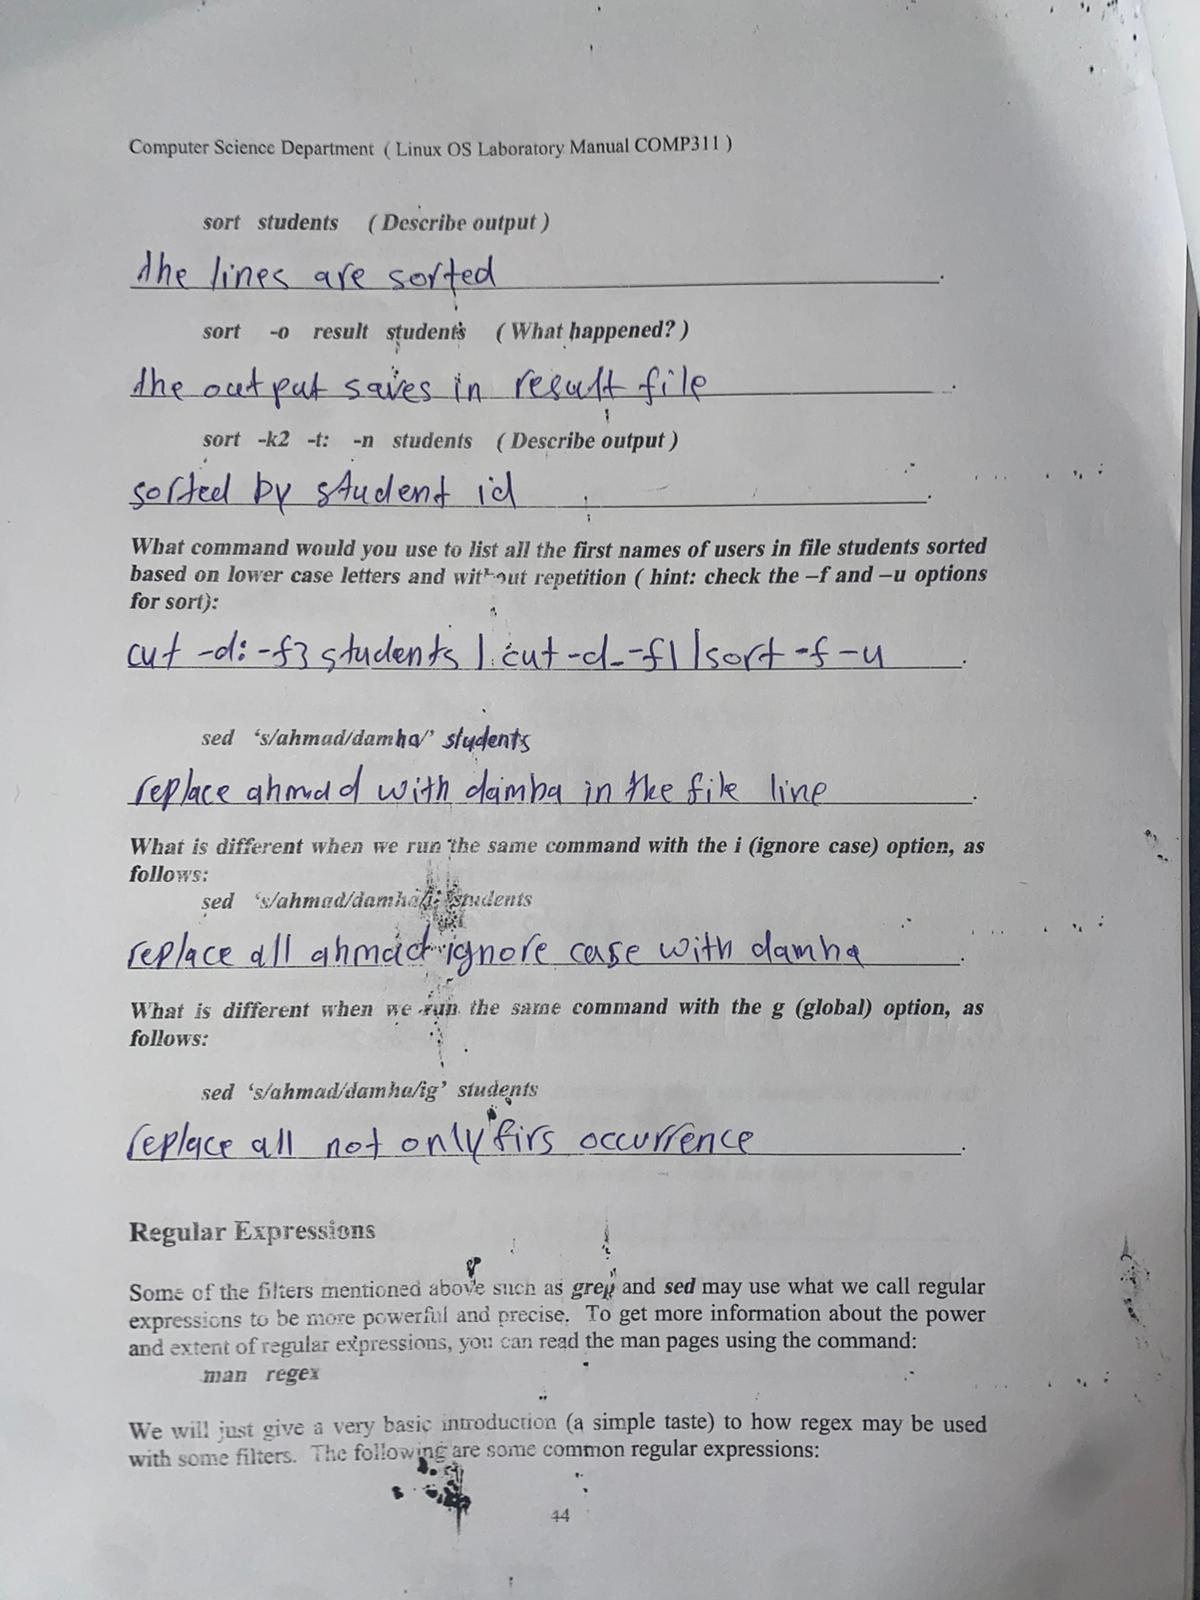 Computer Science Department ( Linux OS Laboratory Manual COMP311 )
sort students ( Describe output )
the lines are sorted .
sort -o result students ( What happened? )
the output saves in result file .
sort -k2 -t: -n students ( Describe output )
sorted by student id .
What command would you use to list all the first names of users in file students sorted
based on lower case letters and without repetition ( hint: check the –f and –u options
for sort):
cut -d: -f3 students | cut -d_ -f1 | sort -f -u .
sed ‘s/ahmad/damha/’ students
replace ahmad with damha in the file line .
What is different when we run the same command with the i (ignore case) option, as
follows:
sed ‘s/ahmad/damha/i’ students
replace all ahmad ignore case with damha .
What is different when we run the same command with the g (global) option, as
follows:
sed ‘s/ahmad/damha/ig’ students
replace all not only firs occurrence .
Regular Expressions
Some of the filters mentioned above such as grep and sed may use what we call regular
expressions to be more powerful and precise. To get more information about the power
and extent of regular expressions, you can read the man pages using the command:
man regex
We will just give a very basic introduction (a simple taste) to how regex may be used
with some filters. The following are some common regular expressions:
44